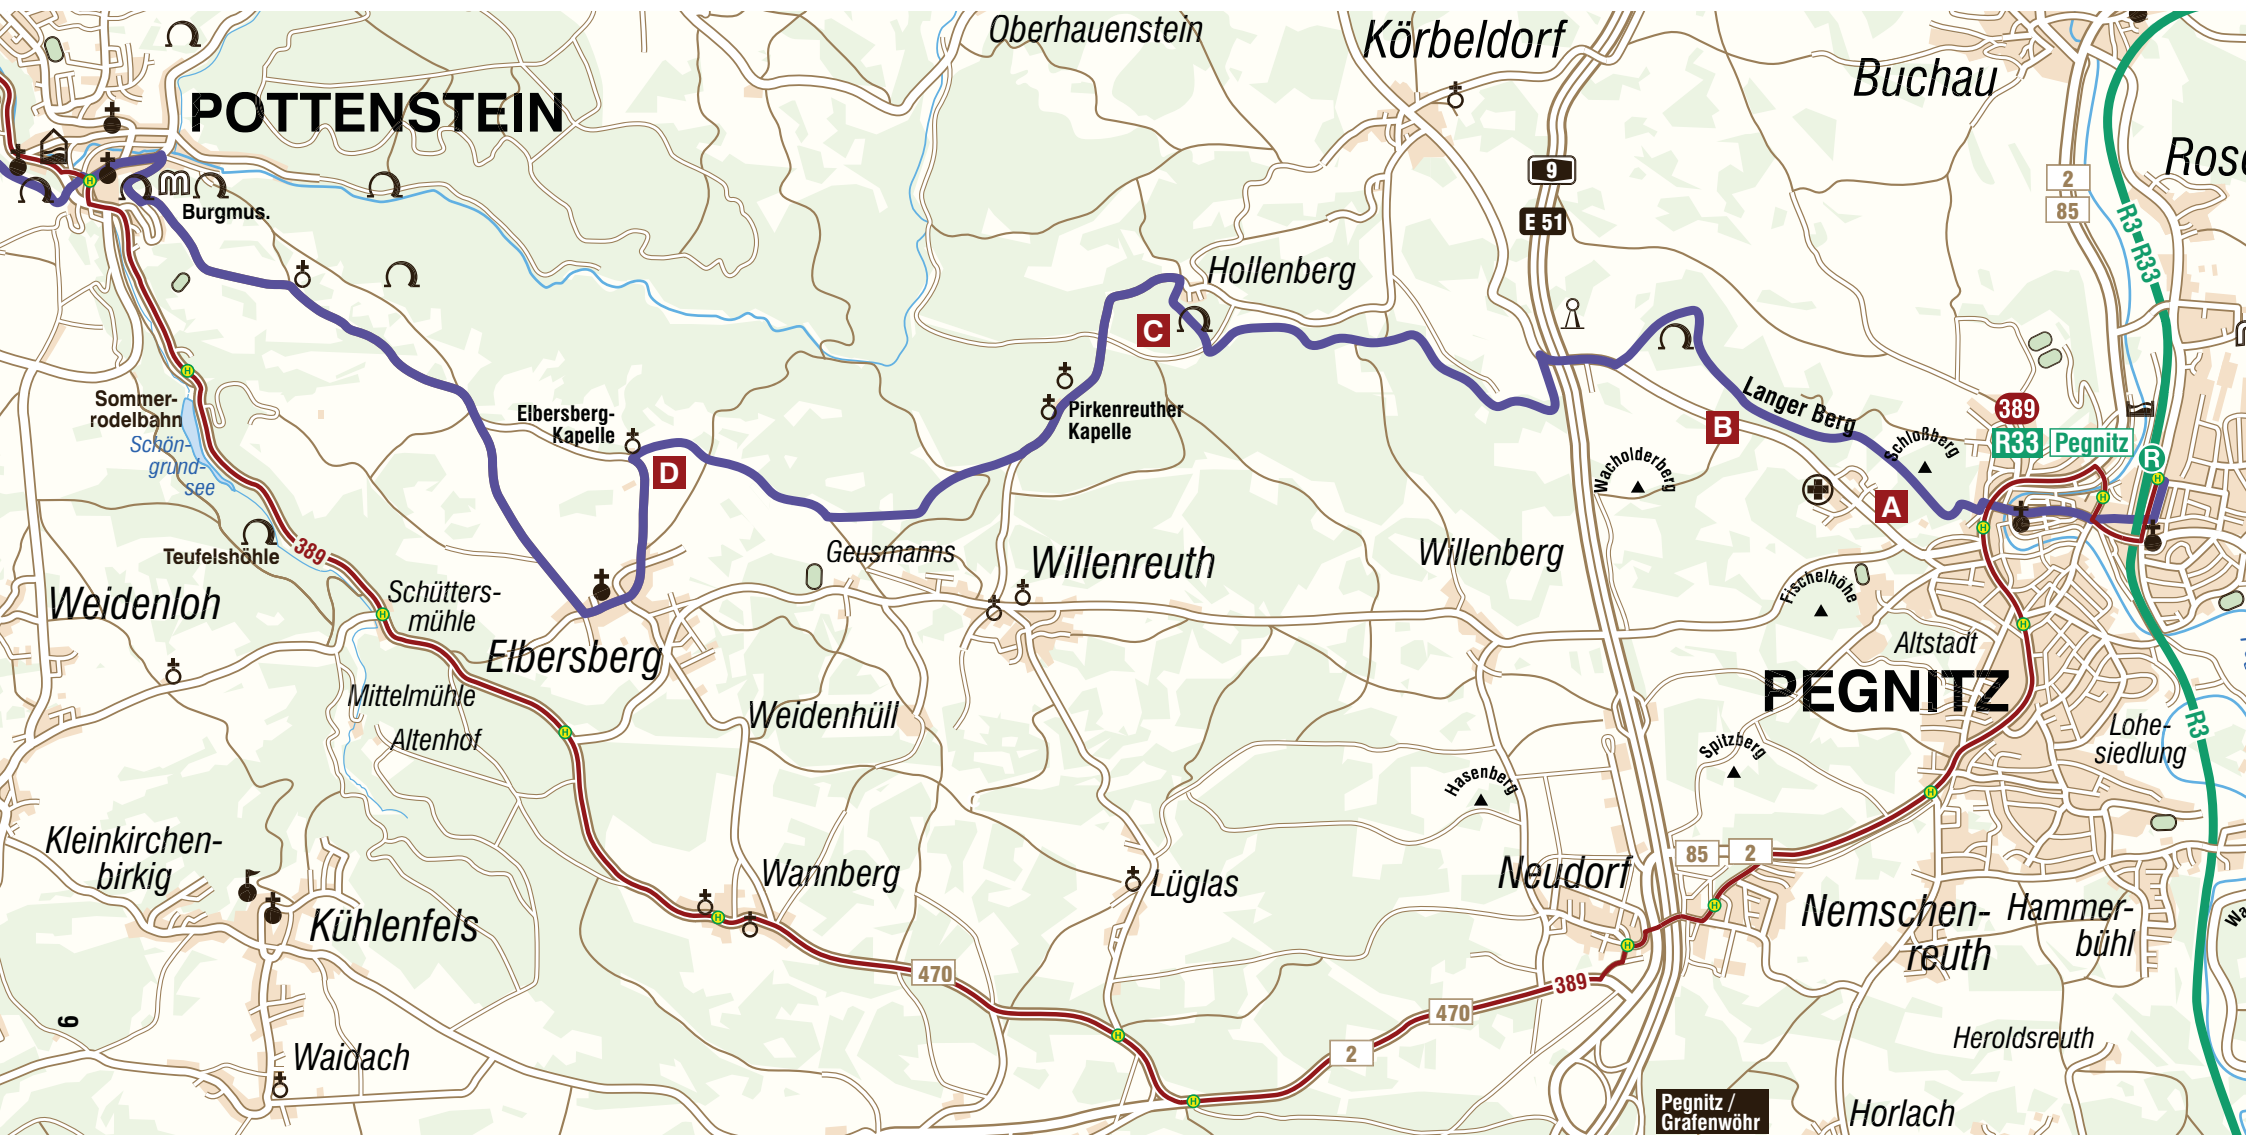 Oberhauenstein
Körbeldorf
Buchau
POTTENSTEIN
9
2
85
E 51
R3-R33
Burgmus.
Hollenberg
C
Sommer-
rodelbahn
Schön-
grund-
see
Elbersberg-
Kapelle
Pirkenreuther
Kapelle
Langer Berg
B
389
R33 Pegnitz
R
Schloßberg
D
Wacholderberg
A
Teufelshöhle
389
Geusmanns
Willenreuth
Willenberg
Weidenloh
Schütters-
mühle
Fischelhöhe
Elbersberg
Altstadt
PEGNITZ
Mittelmühle
Altenhof
Weidenhüll
Lohe-
siedlung
R3
Spitzberg
Hasenberg
Kleinkirchen-
birkig
Wannberg
Lüglas
Neudorf
85
2
Kühlenfels
Nemschen-
reuth
Hammer-
bühl
470
389
470
9
2
Waidach
Heroldsreuth
Pegnitz /
Grafenwöhr
Horlach